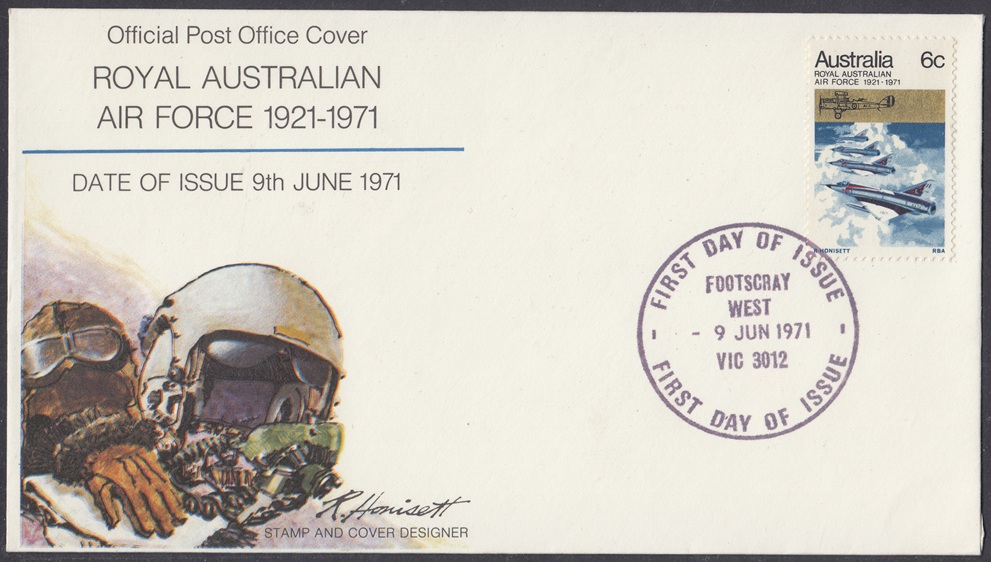 Official Post Office Cover
ROYAL AUSTRALIAN
AIR FORCE 1921-1971
DATE OF ISSUE 9th JUNE 1971
Australia 6c
ROYAL AUSTRALIAN
AIR FORCE 1921-1971
R HONISETT RBA
FIRST DAY OF ISSUE
FOOTSCRAY
WEST
- 9 JUN 1971
VIC 3012
FIRST DAY OF ISSUE
R. Honisett
STAMP AND COVER DESIGNER